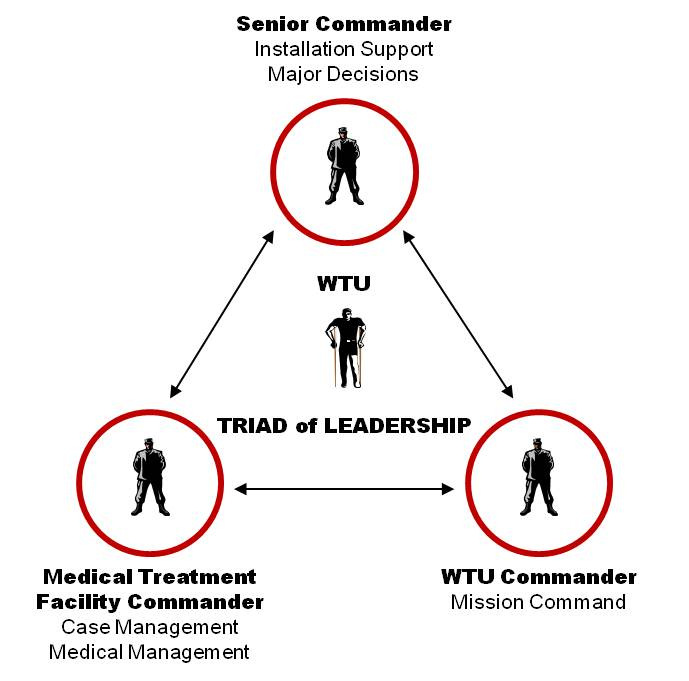 Senior Commander
Installation Support
Major Decisions
WTU
TRIAD of LEADERSHIP
Medical Treatment
Facility Commander
Case Management
Medical Management
WTU Commander
Mission Command